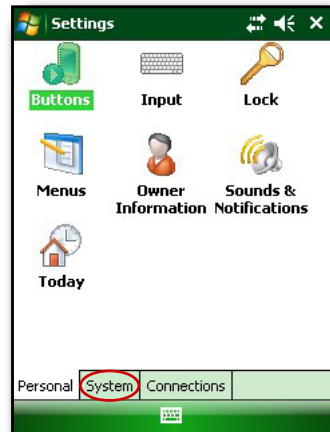 Settings
Buttons Input Lock
Menus Owner Information Sounds & Notifications
Today
Personal System Connections